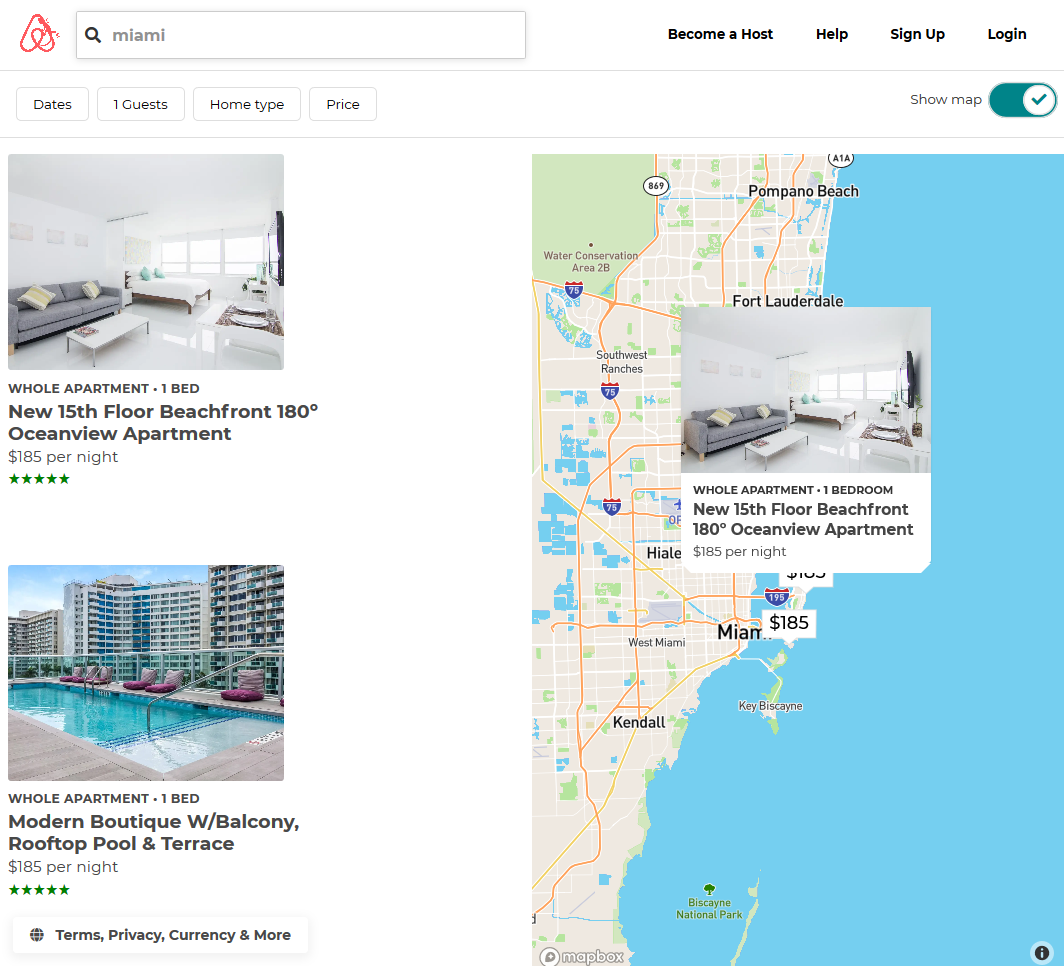 miami
Become a Host
Help
Sign Up
Login
Dates
1 Guests
Home type
Price
Show map
WHOLE APARTMENT • 1 BED
New 15th Floor Beachfront 180º
Oceanview Apartment
$185 per night
★★★★★
WHOLE APARTMENT • 1 BED
Modern Boutique W/Balcony,
Rooftop Pool & Terrace
$185 per night
★★★★★
Terms, Privacy, Currency & More
A1A
869
Pompano Beach
Water Conservation
Area 2B
75
Fort Lauderdale
Southwest
Ranches
75
75
WHOLE APARTMENT • 1 BEDROOM
New 15th Floor Beachfront
180º Oceanview Apartment
$185 per night
$185
195
$185
West Miami
Key Biscayne
Kendall
Biscayne
National Park
mapbox